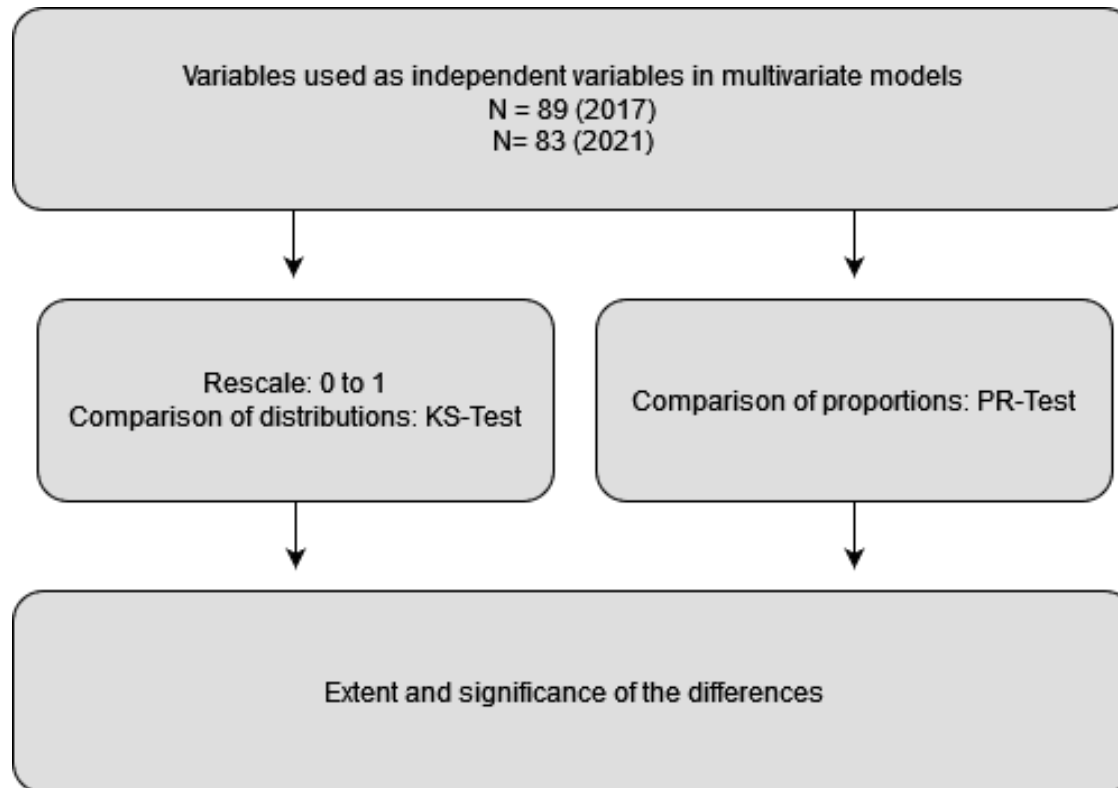 Variables used as independent variables in multivariate models
N = 89 (2017)
N= 83 (2021)
Rescale: 0 to 1
Comparison of distributions: KS-Test
Comparison of proportions: PR-Test
Extent and significance of the differences